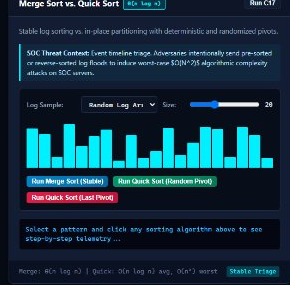 Merge Sort vs. Quick Sort
Θ(n log n)
Run C17
Stable log sorting vs. in-place partitioning with deterministic and randomized pivots.
SOC Threat Context: Event timeline triage. Adversaries intentionally send pre-sorted
or reverse-sorted log floods to induce worst-case $O(N^2)$ algorithmic complexity
attacks on SOC servers.
Log Sample:
Random Log Arr
Size:
20
Run Merge Sort (Stable)
Run Quick Sort (Random Pivot)
Run Quick Sort (Last Pivot)
Select a pattern and click any sorting algorithm above to see
step-by-step telemetry...
Merge: Θ(n log n) | Quick: O(n log n) avg, O(n²) worst
Stable Triage